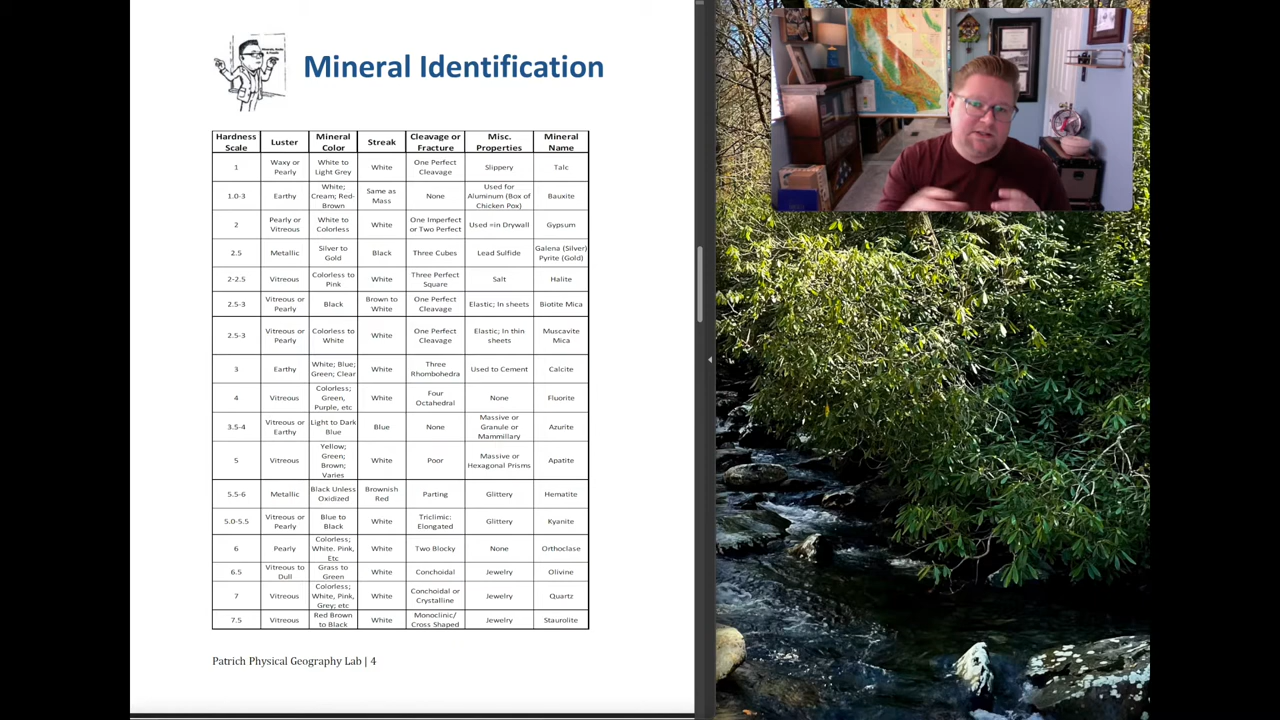 Mineral Identification
Hardness Scale | Luster | Mineral Color | Streak | Cleavage or Fracture | Misc. Properties | Mineral Name
1 | Waxy or Pearly | White to Light Grey | White | One Perfect Cleavage | Slippery | Talc
1.0-3 | Earthy | White; Cream; Red-Brown | Same as Mass | None | Used for Aluminum (Box of Chicken Pox) | Bauxite
2 | Pearly or Vitreous | White to Colorless | White | One Imperfect or Two Perfect | Used =in Drywall | Gypsum
2.5 | Metallic | Silver to Gold | Black | Three Cubes | Lead Sulfide | Galena (Silver) Pyrite (Gold)
2-2.5 | Vitreous | Colorless to Pink | White | Three Perfect Square | Salt | Halite
2.5-3 | Vitreous or Pearly | Black | Brown to White | One Perfect Cleavage | Elastic; In sheets | Biotite Mica
2.5-3 | Vitreous or Pearly | Colorless to White | White | One Perfect Cleavage | Elastic; In thin sheets | Muscavite Mica
3 | Earthy | White; Blue; Green; Clear | White | Three Rhombohedra | Used to Cement | Calcite
4 | Vitreous | Colorless; Green, Purple, etc | White | Four Octahedral | None | Fluorite
3.5-4 | Vitreous or Earthy | Light to Dark Blue | Blue | None | Massive or Granule or Mammillary | Azurite
5 | Vitreous | Yellow; Green; Brown; Varies | White | Poor | Massive or Hexagonal Prisms | Apatite
5.5-6 | Metallic | Black Unless Oxidized | Brownish Red | Parting | Glittery | Hematite
5.0-5.5 | Vitreous or Pearly | Blue to Black | White | Triclimic: Elongated | Glittery | Kyanite
6 | Pearly | Colorless; White. Pink, Etc | White | Two Blocky | None | Orthoclase
6.5 | Vitreous to Dull | Grass to Green | White | Conchoidal | Jewelry | Olivine
7 | Vitreous | Colorless; White, Pink, Grey; etc | White | Conchoidal or Crystalline | Jewelry | Quartz
7.5 | Vitreous | Red Brown to Black | White | Monoclinic/ Cross Shaped | Jewelry | Staurolite
Patrich Physical Geography Lab | 4